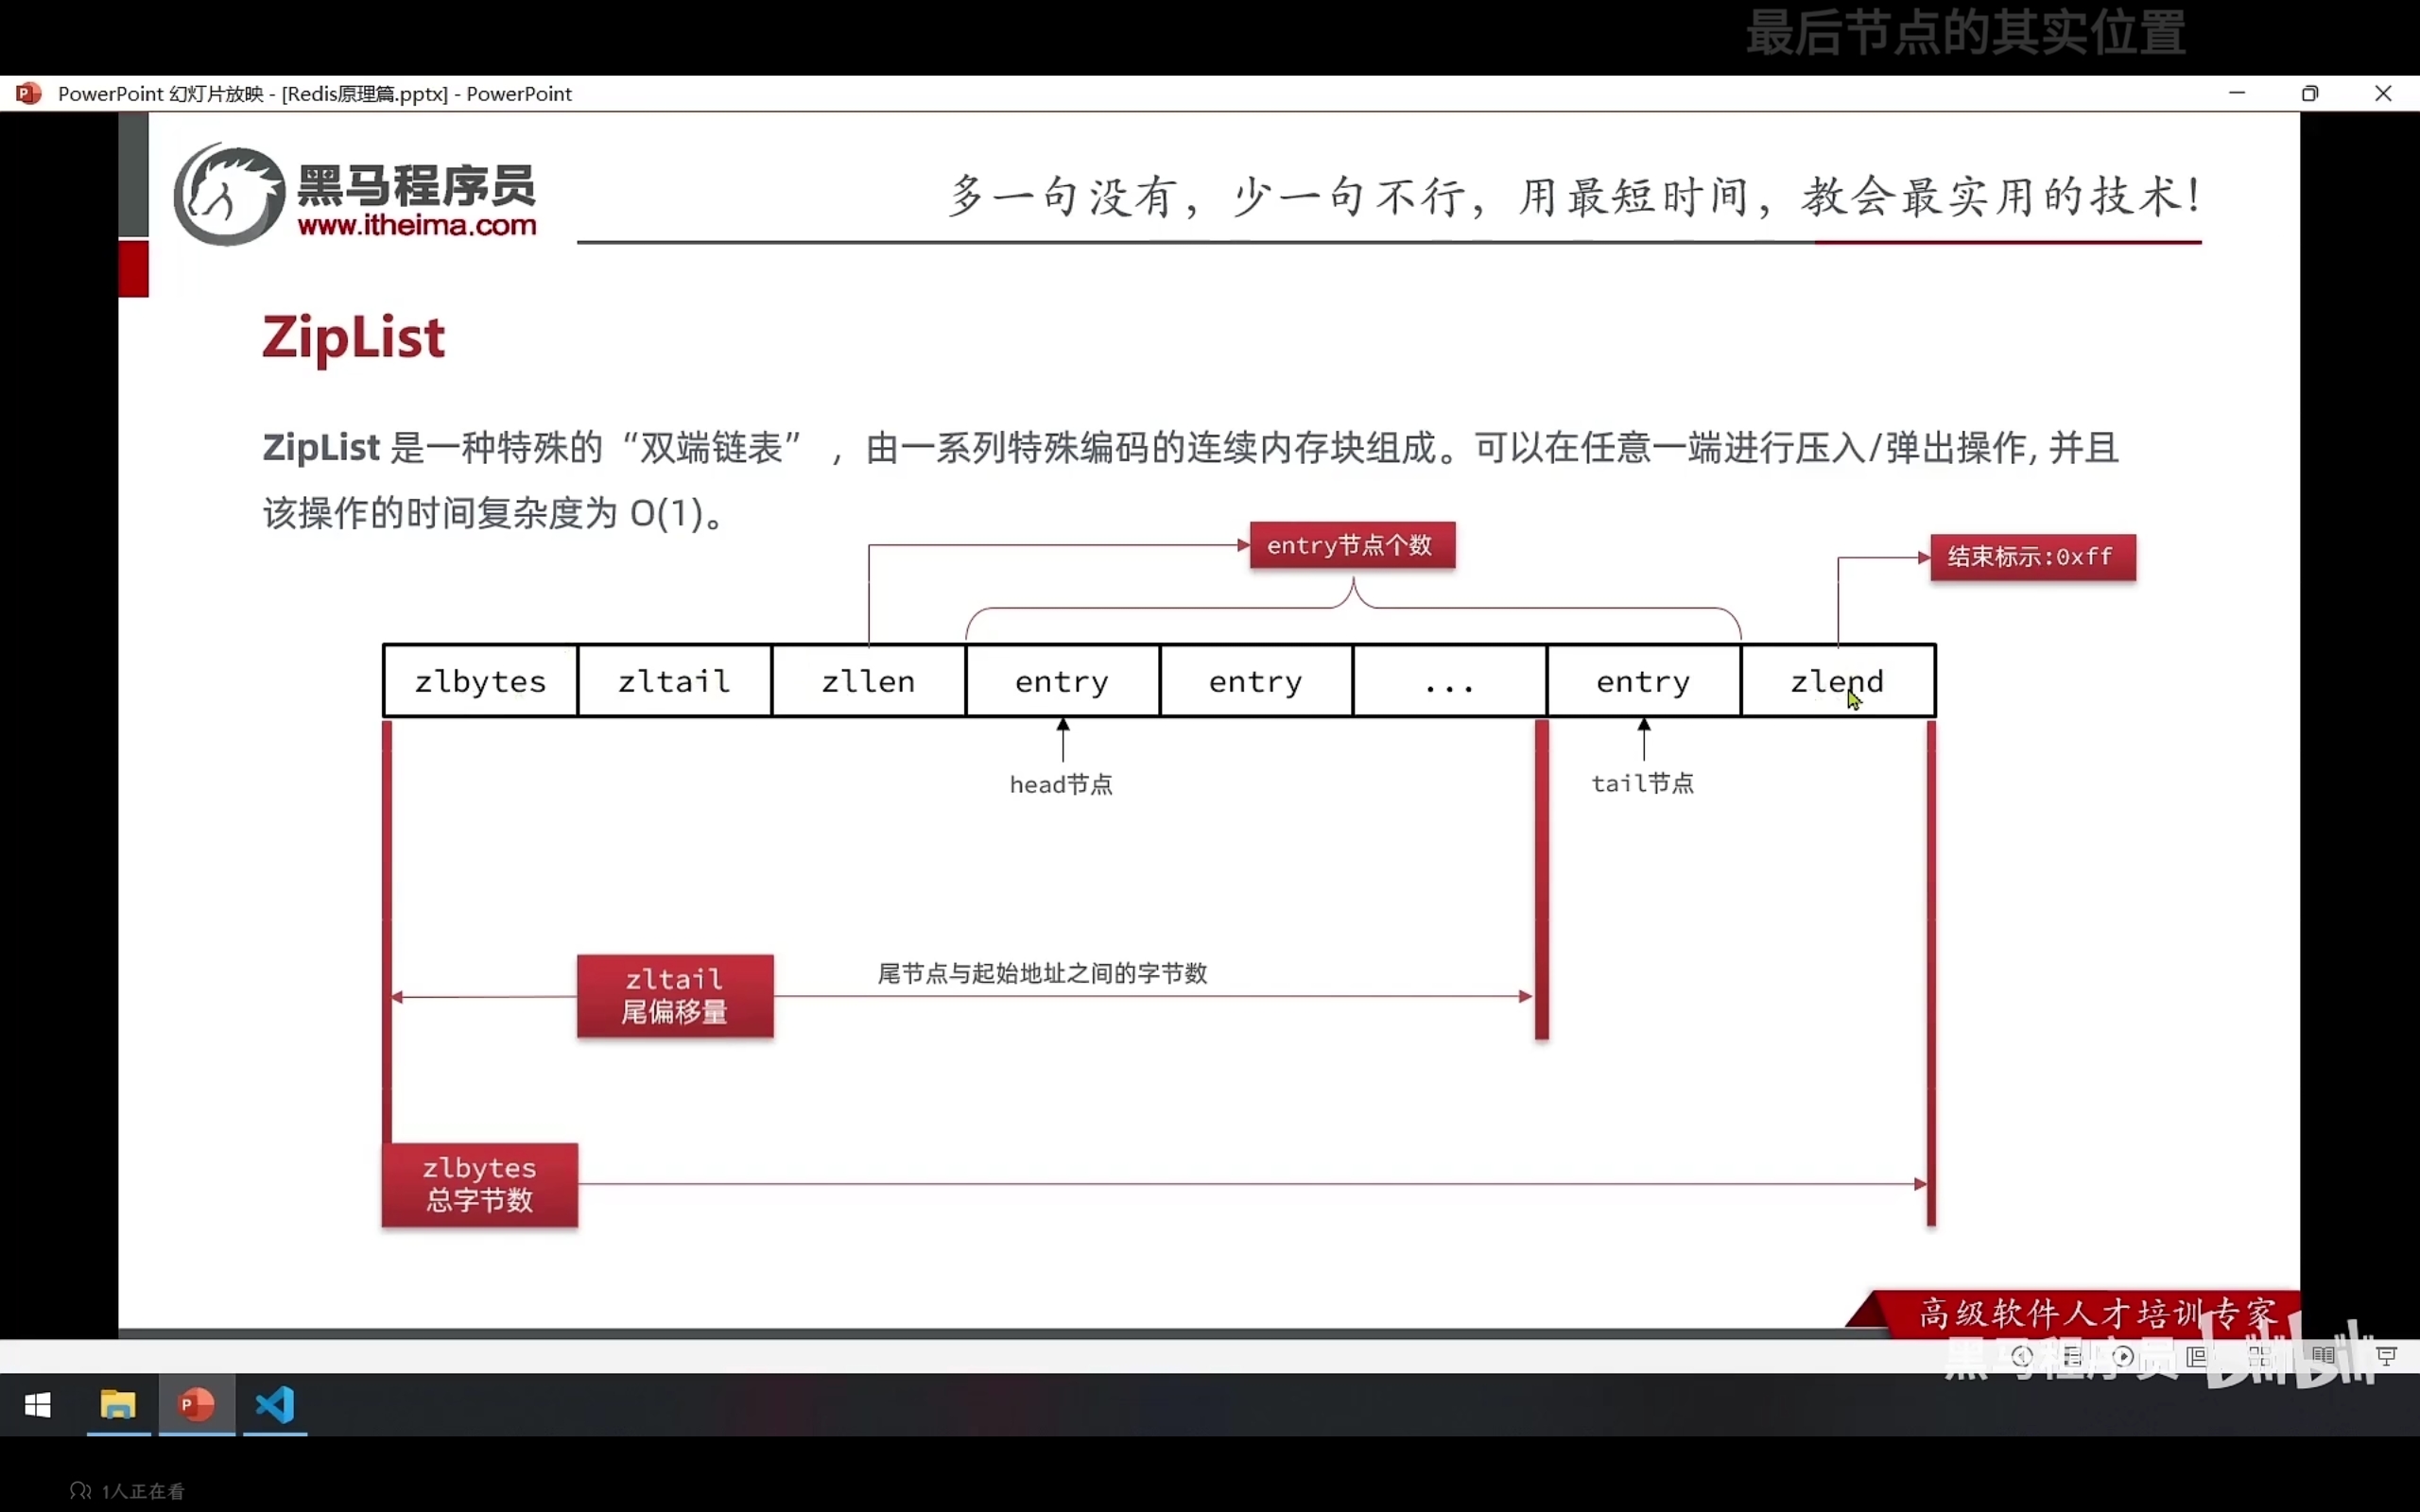 最后节点的其实位置
PowerPoint 幻灯片放映 - [Redis原理篇.pptx] - PowerPoint
黑马程序员
www.itheima.com
多一句没有，少一句不行，用最短时间，教会最实用的技术！
ZipList
ZipList 是一种特殊的“双端链表” ，由一系列特殊编码的连续内存块组成。可以在任意一端进行压入/弹出操作, 并且
该操作的时间复杂度为 O(1)。
entry节点个数
结束标示:0xff
zlbytes
zltail
zllen
entry
entry
...
entry
zlend
head节点
tail节点
zltail
尾偏移量
尾节点与起始地址之间的字节数
zlbytes
总字节数
高级软件人才培训专家
黑马程序员
bilibili
1人正在看